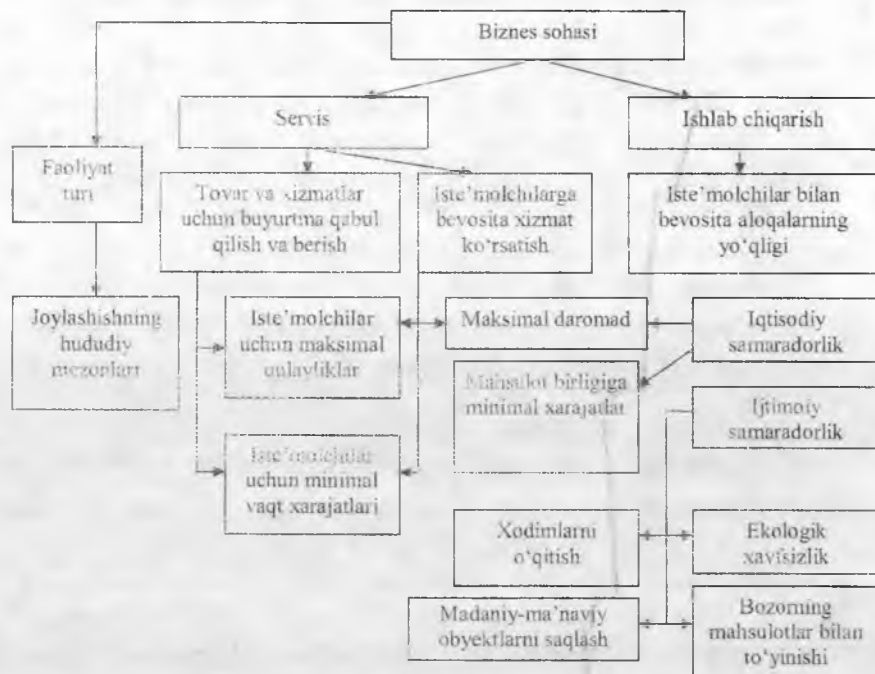 Biznes sohasi
Servis
Ishlab chiqarish
Faoliyat
turi
Tovar va xizmatlar
uchun buyurtma qabul
qilish va berish
Iste’molchilarga
bevosita xizmat
ko‘rsatish
Iste’molchilar bilan
bevosita aloqalarning
yo‘qligi
Joylashishning
hududiy
mezonlari
Iste’molchilar
uchun maksimal
qulayliklar
Maksimal daromad
Iqtisodiy
samaradorlik
Mahsulot birligiga
minimal xarajatlar
Ijtimoiy
samaradorlik
Iste’molchilar
uchun minimal
vaqt xarajatlari
Xodimlarni
o‘qitish
Ekologik
xavfsizlik
Madaniy-ma’naviy
obyektlarni saqlash
Bozorning
mahsulotlar bilan
to‘yinishi